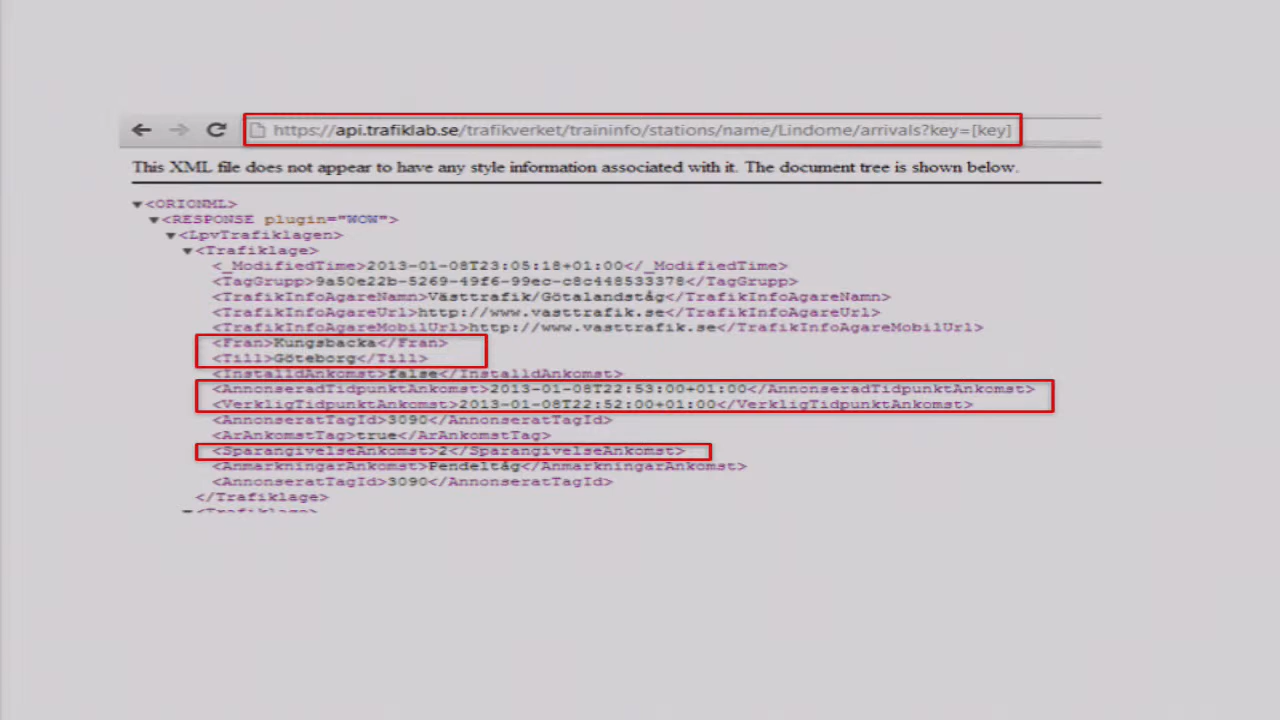 https://api.trafiklab.se/trafikverket/traininfo/stations/name/Lindome/arrivals?key=[key]
This XML file does not appear to have any style information associated with it. The document tree is shown below.
▼<ORIONML>
▼<RESPONSE plugin="WOW">
▼<LpvTrafiklagen>
▼<Trafiklage>
<_ModifiedTime>2013-01-08T23:05:18+01:00</_ModifiedTime>
<TagGrupp>9a50e22b-5269-49f6-99ec-c8c448533378</TagGrupp>
<TrafikInfoAgareNamn>Västtrafik/Götalandståg</TrafikInfoAgareNamn>
<TrafikInfoAgareUrl>http://www.vasttrafik.se</TrafikInfoAgareUrl>
<TrafikInfoAgareMobilUrl>http://www.vasttrafik.se</TrafikInfoAgareMobilUrl>
<Fran>Kungsbacka</Fran>
<Till>Göteborg</Till>
<InstalldAnkomst>false</InstalldAnkomst>
<AnnonseradTidpunktAnkomst>2013-01-08T22:53:00+01:00</AnnonseradTidpunktAnkomst>
<VerkligTidpunktAnkomst>2013-01-08T22:52:00+01:00</VerkligTidpunktAnkomst>
<AnnonseratTagId>3090</AnnonseratTagId>
<ArAnkomstTag>true</ArAnkomstTag>
<SparangivelseAnkomst>2</SparangivelseAnkomst>
<AnmarkningarAnkomst>Pendeltåg</AnmarkningarAnkomst>
<AnnonseratTagId>3090</AnnonseratTagId>
</Trafiklage>
▼<Trafiklage>